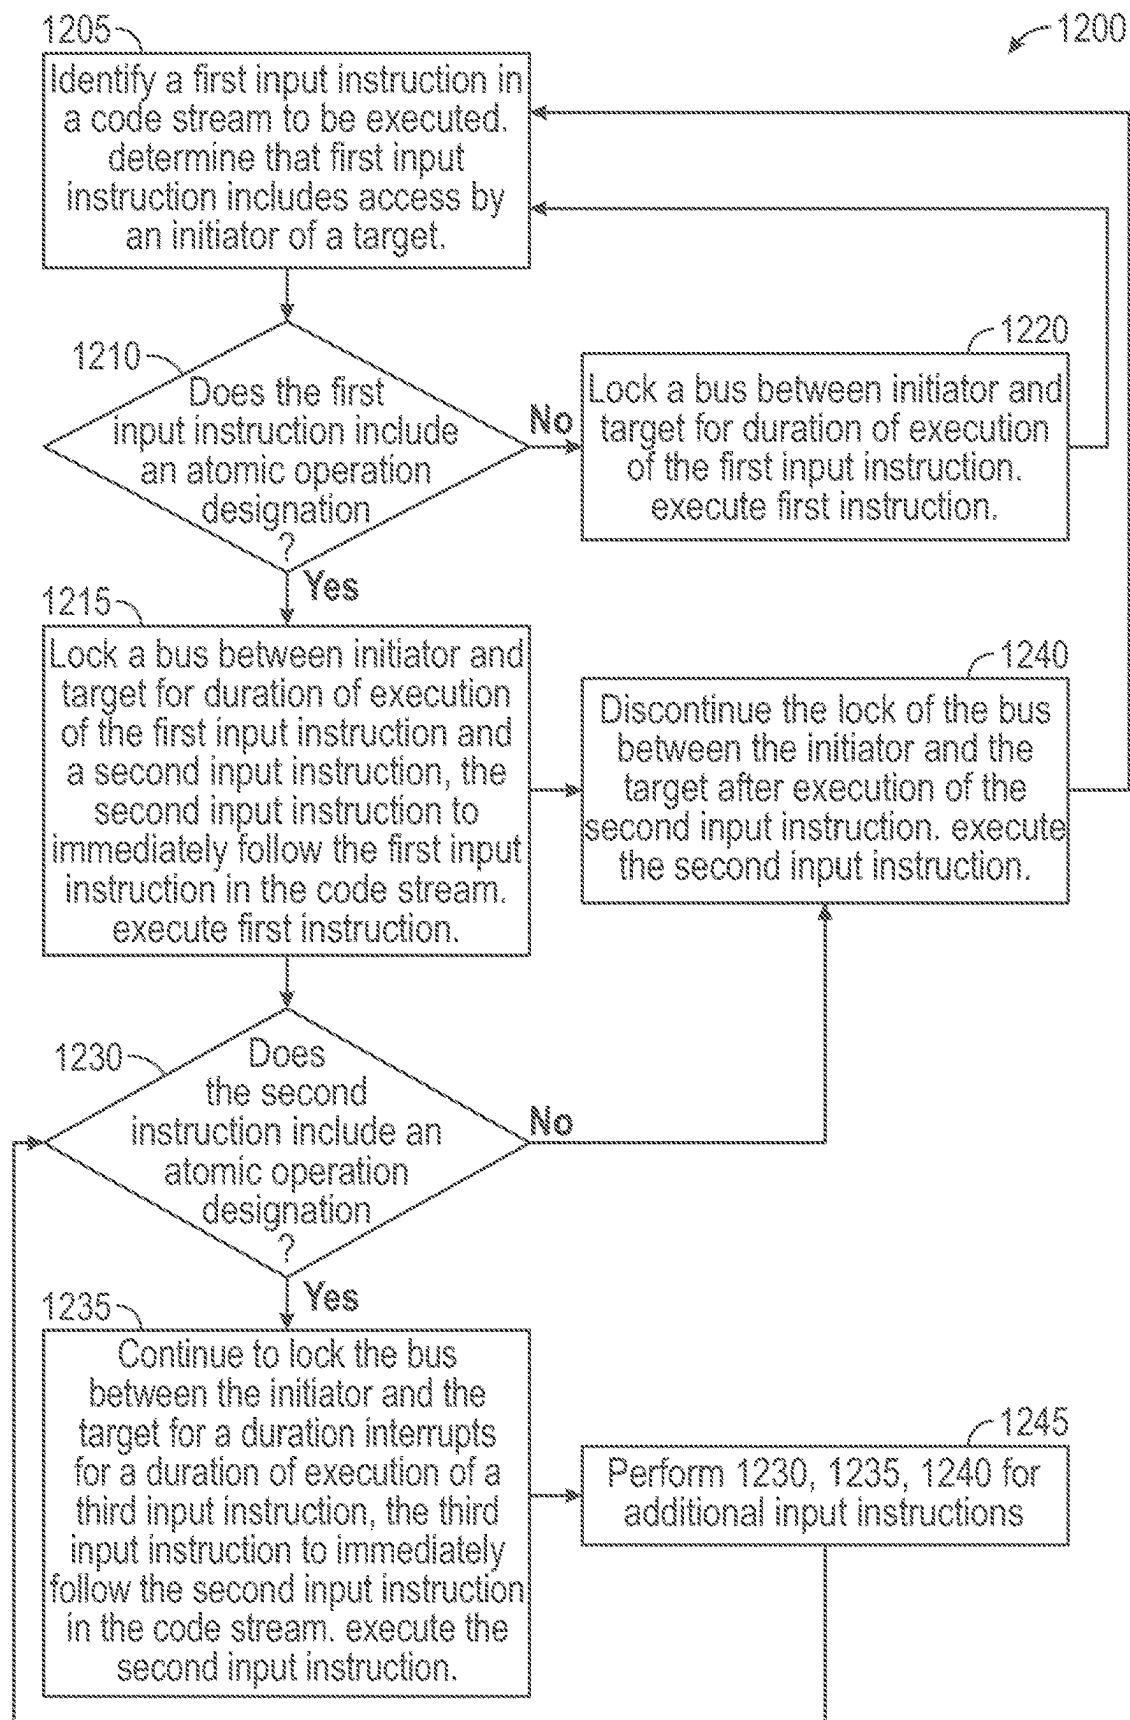 1200
1205
Identify a first input instruction in
a code stream to be executed.
determine that first input
instruction includes access by
an initiator of a target.
1210
Does the first
input instruction include
an atomic operation
designation
?
No
Yes
1220
Lock a bus between initiator and
target for duration of execution
of the first input instruction.
execute first instruction.
1215
Lock a bus between initiator and
target for duration of execution
of the first input instruction and
a second input instruction, the
second input instruction to
immediately follow the first input
instruction in the code stream.
execute first instruction.
1240
Discontinue the lock of the bus
between the initiator and the
target after execution of the
second input instruction. execute
the second input instruction.
1230
Does
the second
instruction include an
atomic operation
designation
?
No
Yes
1235
Continue to lock the bus
between the initiator and the
target for a duration interrupts
for a duration of execution of a
third input instruction, the third
input instruction to immediately
follow the second input instruction
in the code stream. execute the
second input instruction.
1245
Perform 1230, 1235, 1240 for
additional input instructions